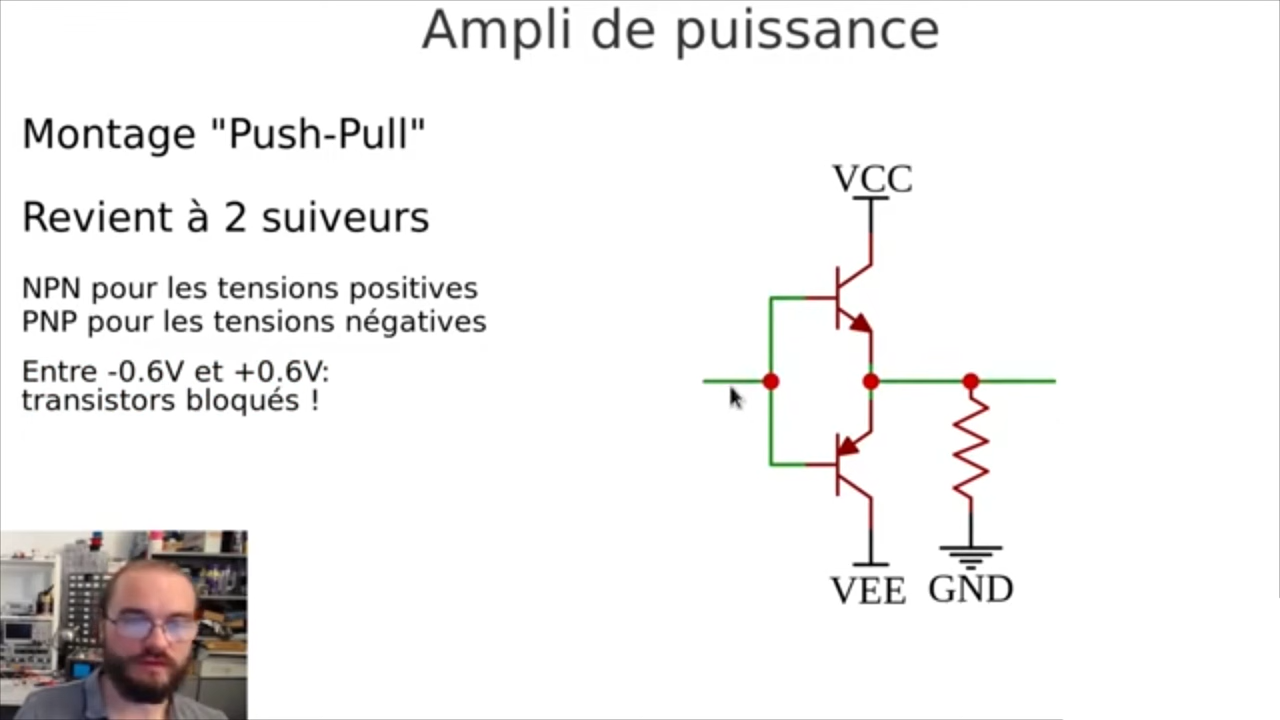 Ampli de puissance
Montage "Push-Pull"
Revient à 2 suiveurs
NPN pour les tensions positives
PNP pour les tensions négatives
Entre -0.6V et +0.6V:
transistors bloqués !
VCC
VEE
GND